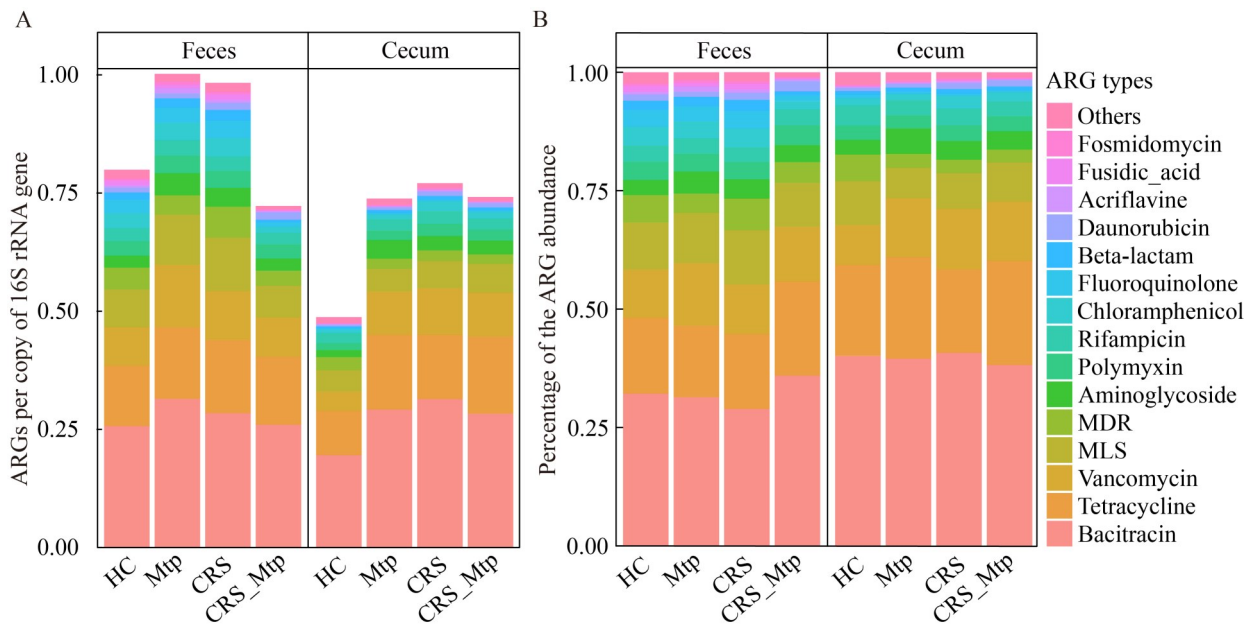 A
Feces
Cecum
ARGs per copy of 16S rRNA gene
1.00
0.75
0.50
0.25
0.00
HC
Mtp
CRS
CRS_Mtp
HC
Mtp
CRS
CRS_Mtp
B
Feces
Cecum
Percentage of the ARG abundance
1.00
0.75
0.50
0.25
0.00
HC
Mtp
CRS
CRS_Mtp
HC
Mtp
CRS
CRS_Mtp
ARG types
Others
Fosmidomycin
Fusidic_acid
Acriflavine
Daunorubicin
Beta-lactam
Fluoroquinolone
Chloramphenicol
Rifampicin
Polymyxin
Aminoglycoside
MDR
MLS
Vancomycin
Tetracycline
Bacitracin